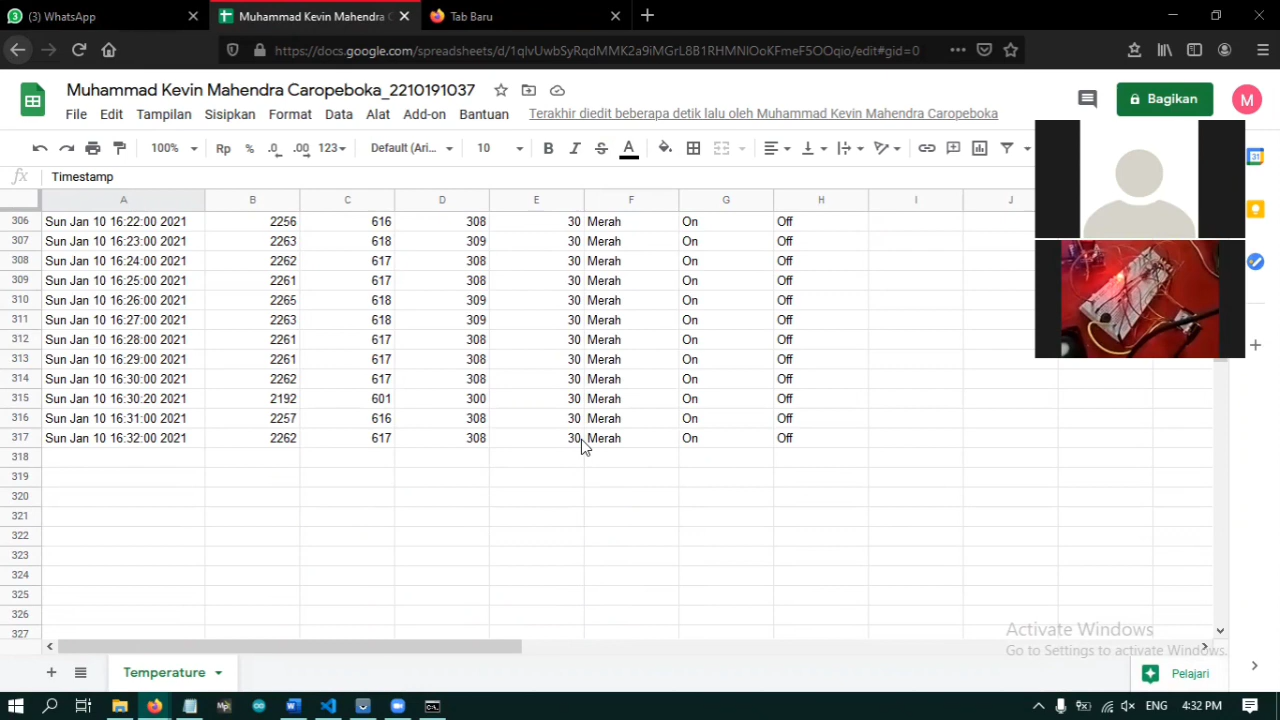 (3) WhatsApp
Muhammad Kevin Mahendra C
Tab Baru
https://docs.google.com/spreadsheets/d/1qlvUwbSyRqdMMK2a9iMGrL8B1RHMNIOoKFmeF5OOqio/edit#gid=0
Muhammad Kevin Mahendra Caropeboka_2210191037
File Edit Tampilan Sisipkan Format Data Alat Add-on Bantuan Terakhir diedit beberapa detik lalu oleh Muhammad Kevin Mahendra Caropeboka
Bagikan
M
100% Rp % .0 .00 123 Default (Ari... 10 B I S A
fx Timestamp
A B C D E F G H I J
306 Sun Jan 10 16:22:00 2021 2256 616 308 30 Merah On Off
307 Sun Jan 10 16:23:00 2021 2263 618 309 30 Merah On Off
308 Sun Jan 10 16:24:00 2021 2262 617 308 30 Merah On Off
309 Sun Jan 10 16:25:00 2021 2261 617 308 30 Merah On Off
310 Sun Jan 10 16:26:00 2021 2265 618 309 30 Merah On Off
311 Sun Jan 10 16:27:00 2021 2263 618 309 30 Merah On Off
312 Sun Jan 10 16:28:00 2021 2261 617 308 30 Merah On Off
313 Sun Jan 10 16:29:00 2021 2261 617 308 30 Merah On Off
314 Sun Jan 10 16:30:00 2021 2262 617 308 30 Merah On Off
315 Sun Jan 10 16:30:20 2021 2192 601 300 30 Merah On Off
316 Sun Jan 10 16:31:00 2021 2257 616 308 30 Merah On Off
317 Sun Jan 10 16:32:00 2021 2262 617 308 30 Merah On Off
318
319
320
321
322
323
324
325
326
327
Activate Windows
Go to Settings to activate Windows.
Temperature
Pelajari
ENG 4:32 PM